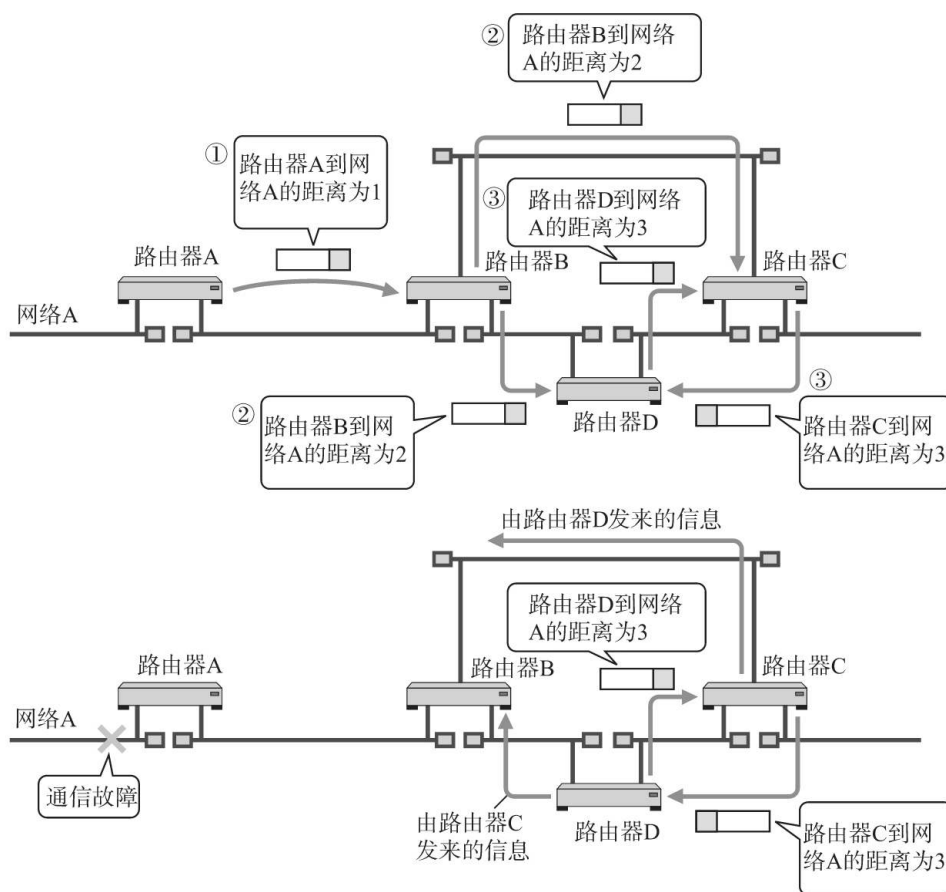 ②
路由器B到网络
A的距离为2
①
路由器A到网
络A的距离为1
③
路由器D到网络
A的距离为3
路由器A
路由器B
路由器C
网络A
②
路由器B到网
络A的距离为2
路由器D
③
路由器C到网
络A的距离为3
由路由器D发来的信息
路由器D到网络
A的距离为3
路由器A
路由器B
路由器C
网络A
通信故障
由路由器C
发来的信息
路由器D
路由器C到网
络A的距离为3